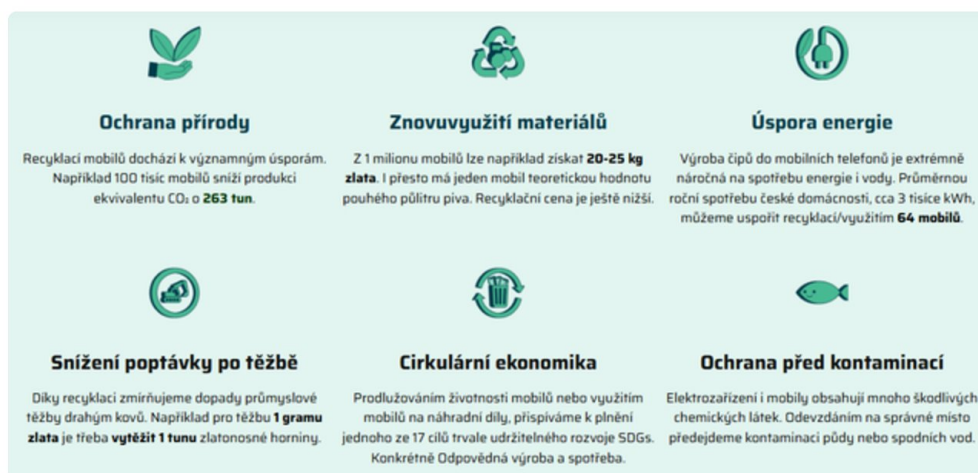 Ochrana přírody
Recyklací mobilů dochází k významným úsporám.
Například 100 tisíc mobilů sníží produkci
ekvivalentu CO₂ o 263 tun.
Znovuvyužití materiálů
Z 1 milionu mobilů lze například získat 20-25 kg
zlata. I přesto má jeden mobil teoretickou hodnotu
pouhého půlitru piva. Recyklační cena je ještě nižší.
Úspora energie
Výroba čipů do mobilních telefonů je extrémně
náročná na spotřebu energie i vody. Průměrnou
roční spotřebu české domácnosti, cca 3 tisíce kWh,
můžeme uspořit recyklací/využitím 64 mobilů.
Snížení poptávky po těžbě
Díky recyklaci zmírňujeme dopady průmyslové
těžby drahým kovů. Například pro těžbu 1 gramu
zlata je třeba vytěžit 1 tunu zlatonosné horniny.
Cirkulární ekonomika
Prodlužováním životnosti mobilů nebo využitím
mobilů na náhradní díly, přispíváme k plnění
jednoho ze 17 cílů trvale udržitelného rozvoje SDGs.
Konkrétně Odpovědná výroba a spotřeba.
Ochrana před kontaminací
Elektrozařízení i mobily obsahují mnoho škodlivých
chemických látek. Odevzdáním na správné místo
předejdeme kontaminaci půdy nebo spodních vod.